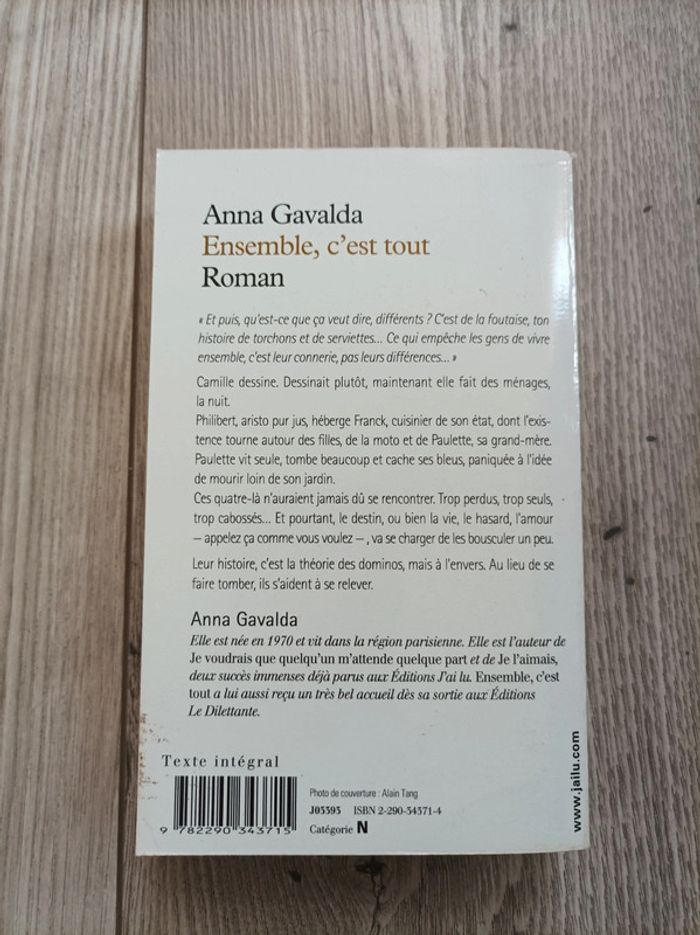 Anna Gavalda
Ensemble, c'est tout
Roman
« Et puis, qu'est-ce que ça veut dire, différents ? C'est de la foutaise, ton
histoire de torchons et de serviettes... Ce qui empêche les gens de vivre
ensemble, c'est leur connerie, pas leurs différences... »
Camille dessine. Dessinait plutôt, maintenant elle fait des ménages,
la nuit.
Philibert, aristo pur jus, héberge Franck, cuisinier de son état, dont l'exis-
tence tourne autour des filles, de la moto et de Paulette, sa grand-mère.
Paulette vit seule, tombe beaucoup et cache ses bleus, paniquée à l'idée
de mourir loin de son jardin.
Ces quatre-là n'auraient jamais dû se rencontrer. Trop perdus, trop seuls,
trop cabossés... Et pourtant, le destin, ou bien la vie, le hasard, l'amour
– appelez ça comme vous voulez –, va se charger de les bousculer un peu.
Leur histoire, c'est la théorie des dominos, mais à l'envers. Au lieu de se
faire tomber, ils s'aident à se relever.
Anna Gavalda
Elle est née en 1970 et vit dans la région parisienne. Elle est l'auteur de
Je voudrais que quelqu'un m'attende quelque part et de Je l'aimais,
deux succès immenses déjà parus aux Éditions J'ai lu. Ensemble, c'est
tout a lui aussi reçu un très bel accueil dès sa sortie aux Éditions
Le Dilettante.
Texte intégral
9 782290 343715
Photo de couverture : Alain Tang
J05393 ISBN 2-290-34371-4
Catégorie N
www.jailu.com